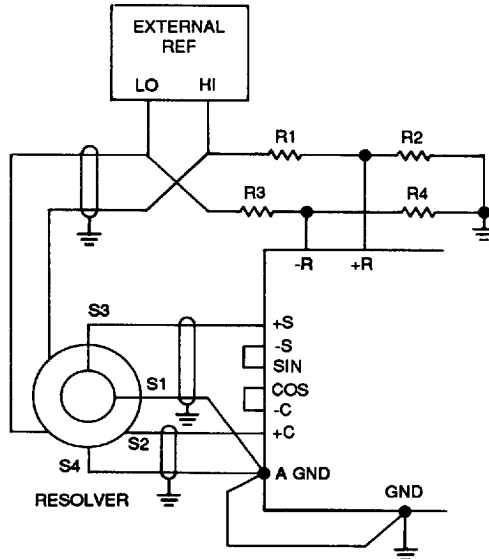 EXTERNAL
REF
LO HI
R1 R2
R3 R4
-R +R
S3
+S
-S
SIN
S1
COS
-C
S2
+C
S4
A GND
RESOLVER
GND